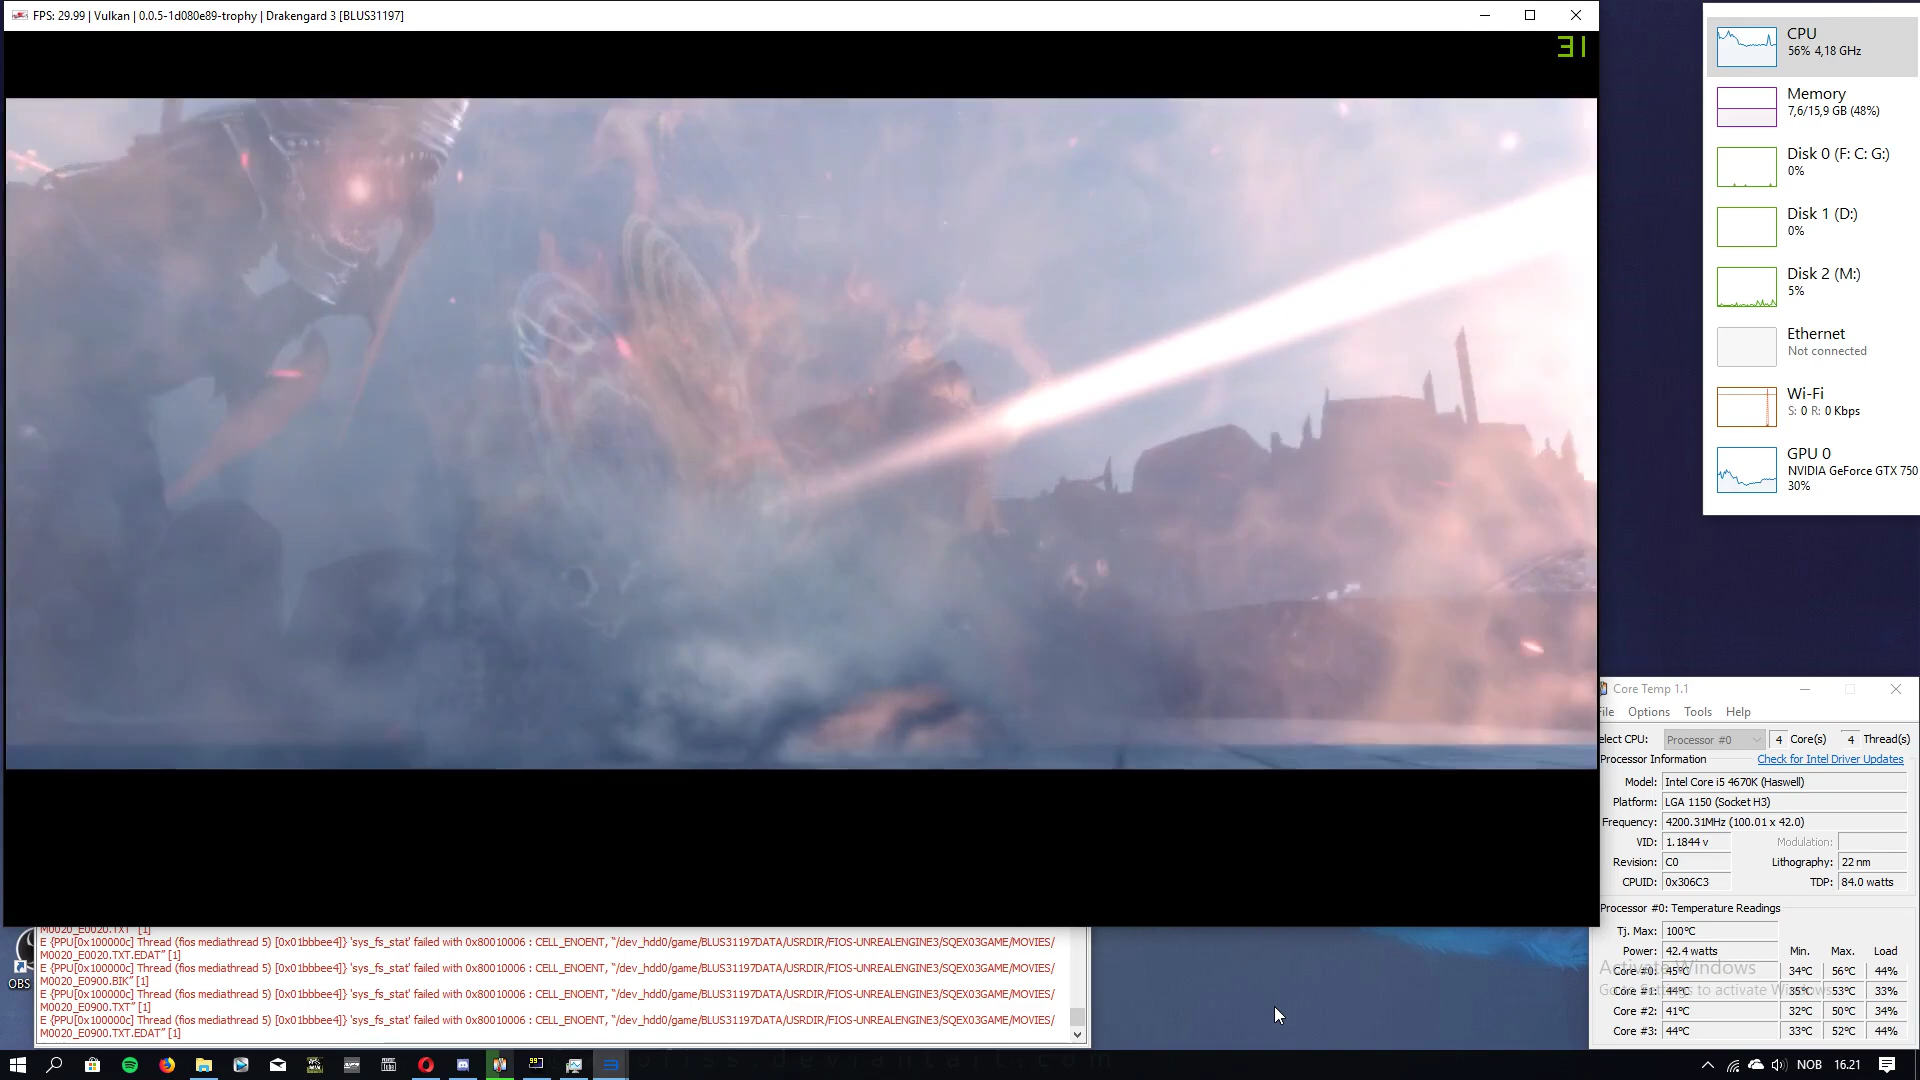 FPS: 29.99 | Vulkan | 0.0.5-1d080e89-trophy | Drakengard 3 [BLUS31197]
31
CPU
56% 4,18 GHz
Memory
7,6/15,9 GB (48%)
Disk 0 (F: C: G:)
0%
Disk 1 (D:)
0%
Disk 2 (M:)
5%
Ethernet
Not connected
Wi-Fi
S: 0 R: 0 Kbps
GPU 0
NVIDIA GeForce GTX 750
30%
Core Temp 1.1
File Options Tools Help
elect CPU: Processor #0 4 Core(s) 4 Thread(s)
Processor Information Check for Intel Driver Updates
Model: Intel Core i5 4670K (Haswell)
Platform: LGA 1150 (Socket H3)
Frequency: 4200.31MHz (100.01 x 42.0)
VID: 1.1844 v Modulation:
Revision: C0 Lithography: 22 nm
CPUID: 0x306C3 TDP: 84.0 watts
Processor #0: Temperature Readings
Tj. Max: 100°C
Power: 42.4 watts Min. Max. Load
Core #0: 45°C 34°C 56°C 44%
Core #1: 44°C 35°C 53°C 33%
Core #2: 41°C 32°C 50°C 34%
Core #3: 44°C 33°C 52°C 44%
Activate Windows
Go to Settings to activate Windows.
M0020_E0020.TXT" [1]
E {PPU[0x100000c] Thread (fios mediathread 5) [0x01bbbee4]} 'sys_fs_stat' failed with 0x80010006 : CELL_ENOENT, "/dev_hdd0/game/BLUS31197DATA/USRDIR/FIOS-UNREALENGINE3/SQEX03GAME/MOVIES/
M0020_E0020.TXT.EDAT" [1]
E {PPU[0x100000c] Thread (fios mediathread 5) [0x01bbbee4]} 'sys_fs_stat' failed with 0x80010006 : CELL_ENOENT, "/dev_hdd0/game/BLUS31197DATA/USRDIR/FIOS-UNREALENGINE3/SQEX03GAME/MOVIES/
M0020_E0900.BIK" [1]
E {PPU[0x100000c] Thread (fios mediathread 5) [0x01bbbee4]} 'sys_fs_stat' failed with 0x80010006 : CELL_ENOENT, "/dev_hdd0/game/BLUS31197DATA/USRDIR/FIOS-UNREALENGINE3/SQEX03GAME/MOVIES/
M0020_E0900.TXT" [1]
E {PPU[0x100000c] Thread (fios mediathread 5) [0x01bbbee4]} 'sys_fs_stat' failed with 0x80010006 : CELL_ENOENT, "/dev_hdd0/game/BLUS31197DATA/USRDIR/FIOS-UNREALENGINE3/SQEX03GAME/MOVIES/
M0020_E0900.TXT.EDAT" [1]
OBS
NOB 16.21